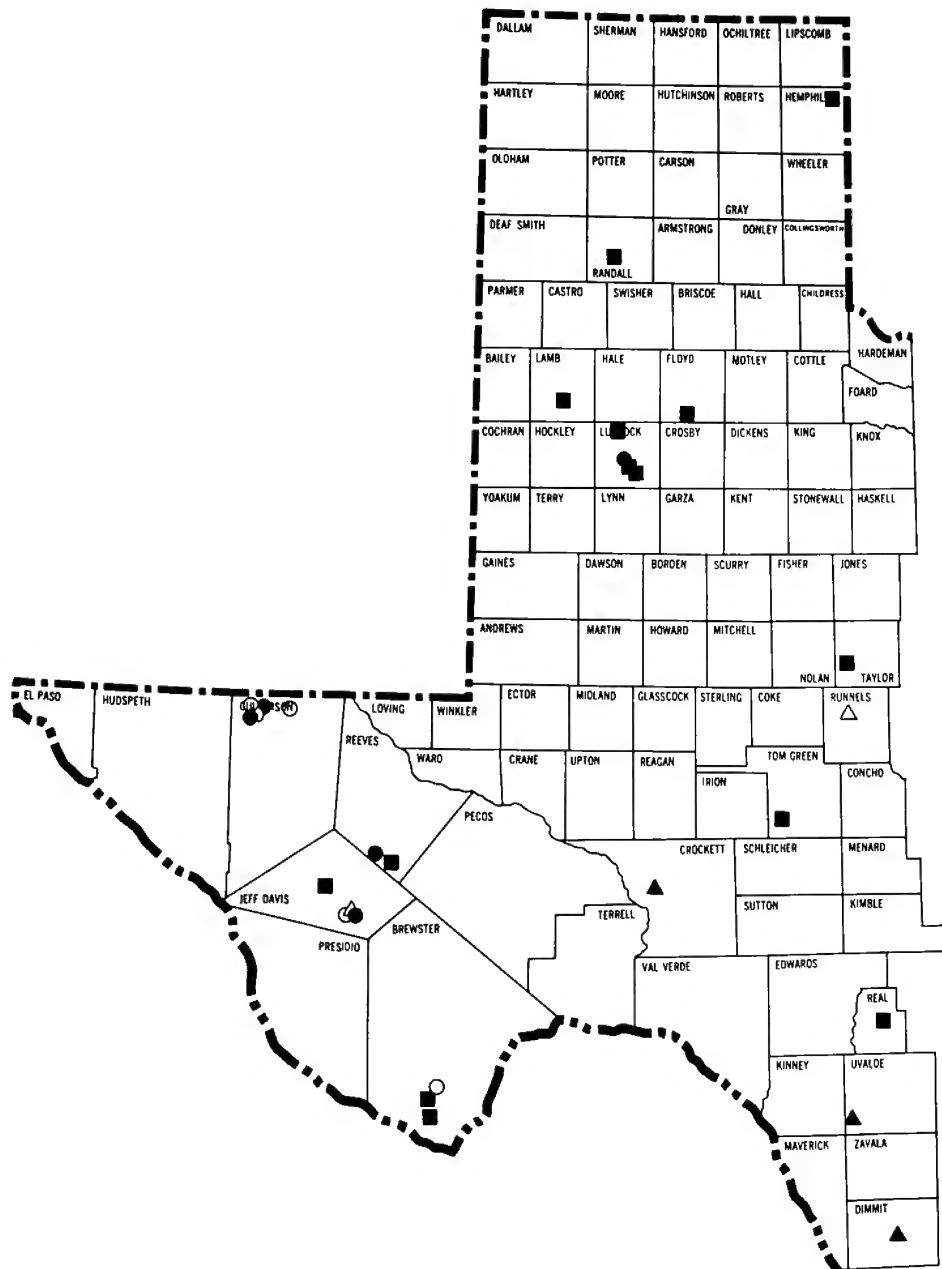 DALLAM SHERMAN HANSFORD OCHILTREE LIPSCOMB
HARTLEY MOORE HUTCHINSON ROBERTS HEMPHIL
OLDHAM POTTER CARSON WHEELER
GRAY
DEAF SMITH ARMSTRONG DONLEY COLLINGSWORTH
RANDALL
PARMER CASTRO SWISHER BRISCOE HALL CHILDRESS
HARDEMAN
BAILEY LAMB HALE FLOYD MOTLEY COTTLE
FOARD
COCHRAN HOCKLEY LU OCK CROSBY DICKENS KING KNOX
YOAKUM TERRY LYNN GARZA KENT STONEWALL HASKELL
GAINES DAWSON BORDEN SCURRY FISHER JONES
ANDREWS MARTIN HOWARD MITCHELL
NOLAN TAYLOR
EL PASO HUDSPETH LOVING WINKLER ECTOR MIDLAND GLASSCOCK STERLING COKE RUNNELS
REEVES
WARD CRANE UPTON REAGAN TOM GREEN
IRION CONCHO
PECOS
CROCKETT SCHLEICHER MENARD
JEFF DAVIS SUTTON KIMBLE
BREWSTER TERRELL
PRESIDIO
VAL VERDE EDWARDS
REAL
KINNEY UVALDE
MAVERICK ZAVALA
DIMMIT